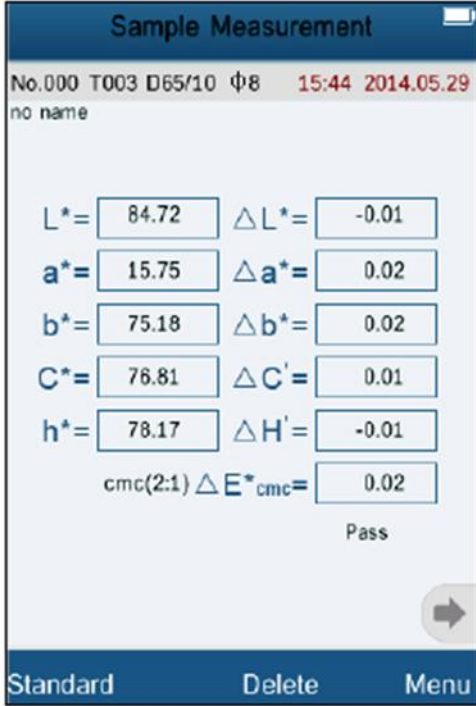 Sample Measurement
No.000 T003 D65/10 ф8 15:44 2014.05.29
no name
L*= 84.72 △L*= -0.01
a*= 15.75 △a*= 0.02
b*= 75.18 △b*= 0.02
C*= 76.81 △C'= 0.01
h*= 78.17 △H'= -0.01
cmc(2:1)△E*cmc= 0.02
Pass
Standard Delete Menu